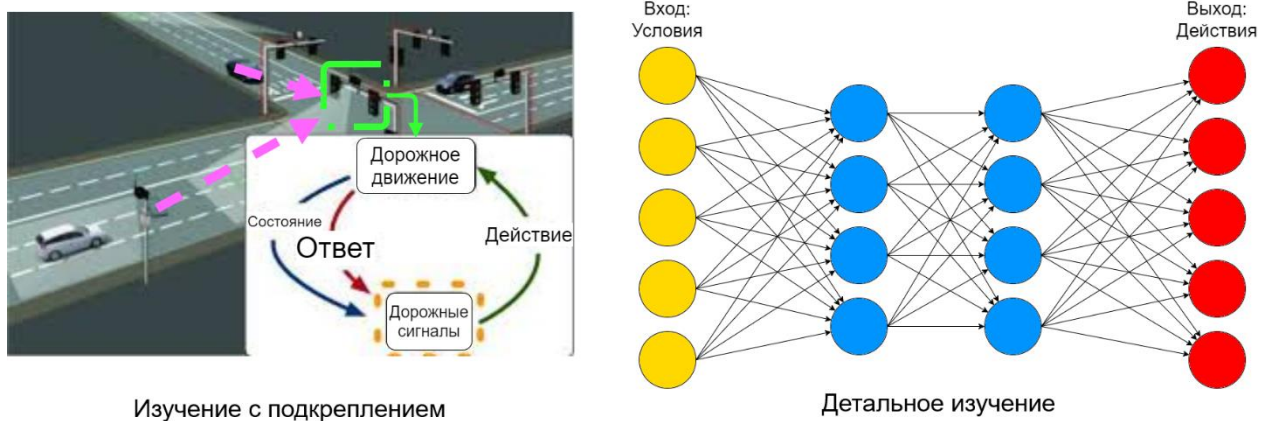 Дорожное
движение
Состояние
Ответ
Действие
Дорожные
сигналы
Изучение с подкреплением
Вход:
Условия
Выход:
Действия
Детальное изучение